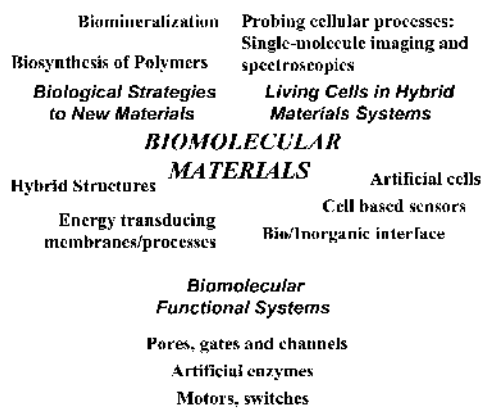 Biomineralization
Probing cellular processes:
Single-molecule imaging and
spectroscopies
Biosynthesis of Polymers
Biological Strategies
to New Materials
Living Cells in Hybrid
Materials Systems
BIOMOLECULAR
MATERIALS
Hybrid Structures
Artificial cells
Cell based sensors
Energy transducing
membranes/processes
Bio/Inorganic interface
Biomolecular
Functional Systems
Pores, gates and channels
Artificial enzymes
Motors, switches